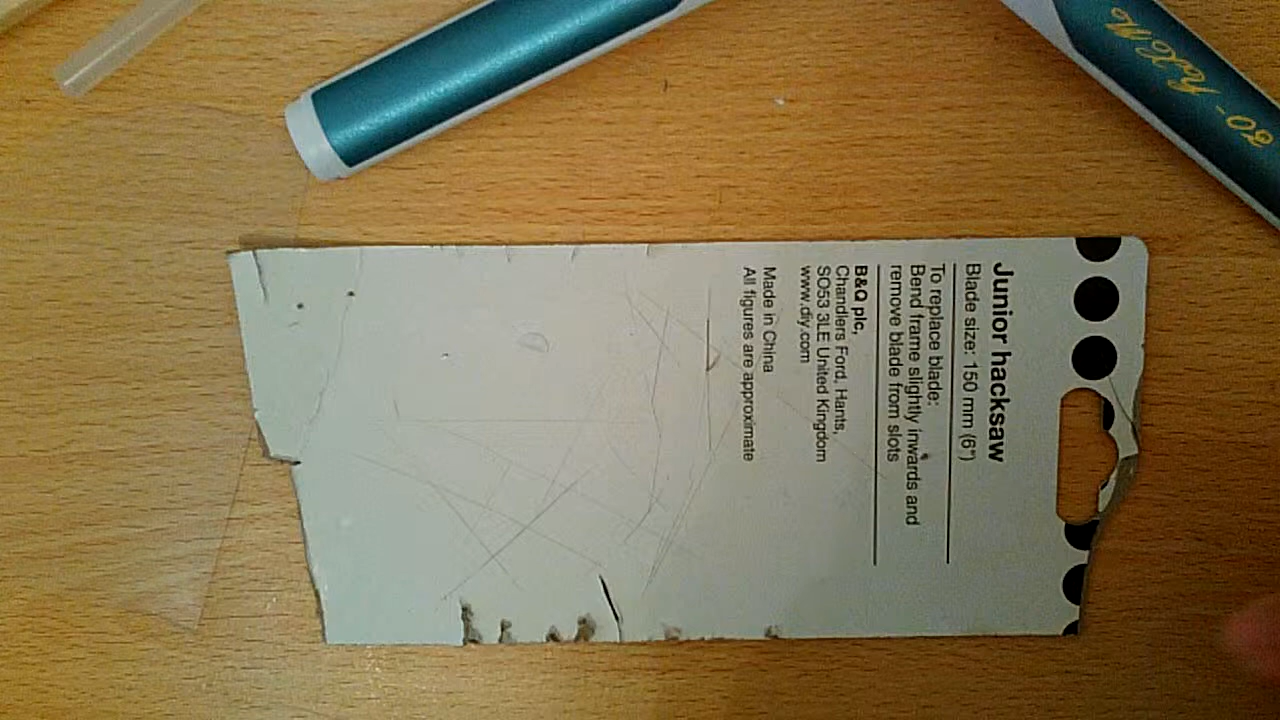 Junior hacksaw
Blade size: 150 mm (6")
To replace blade:
Bend frame slightly inwards and
remove blade from slots
B&Q plc,
Chandlers Ford, Hants,
SO53 3LE United Kingdom
www.diy.com
Made in China
All figures are approximate